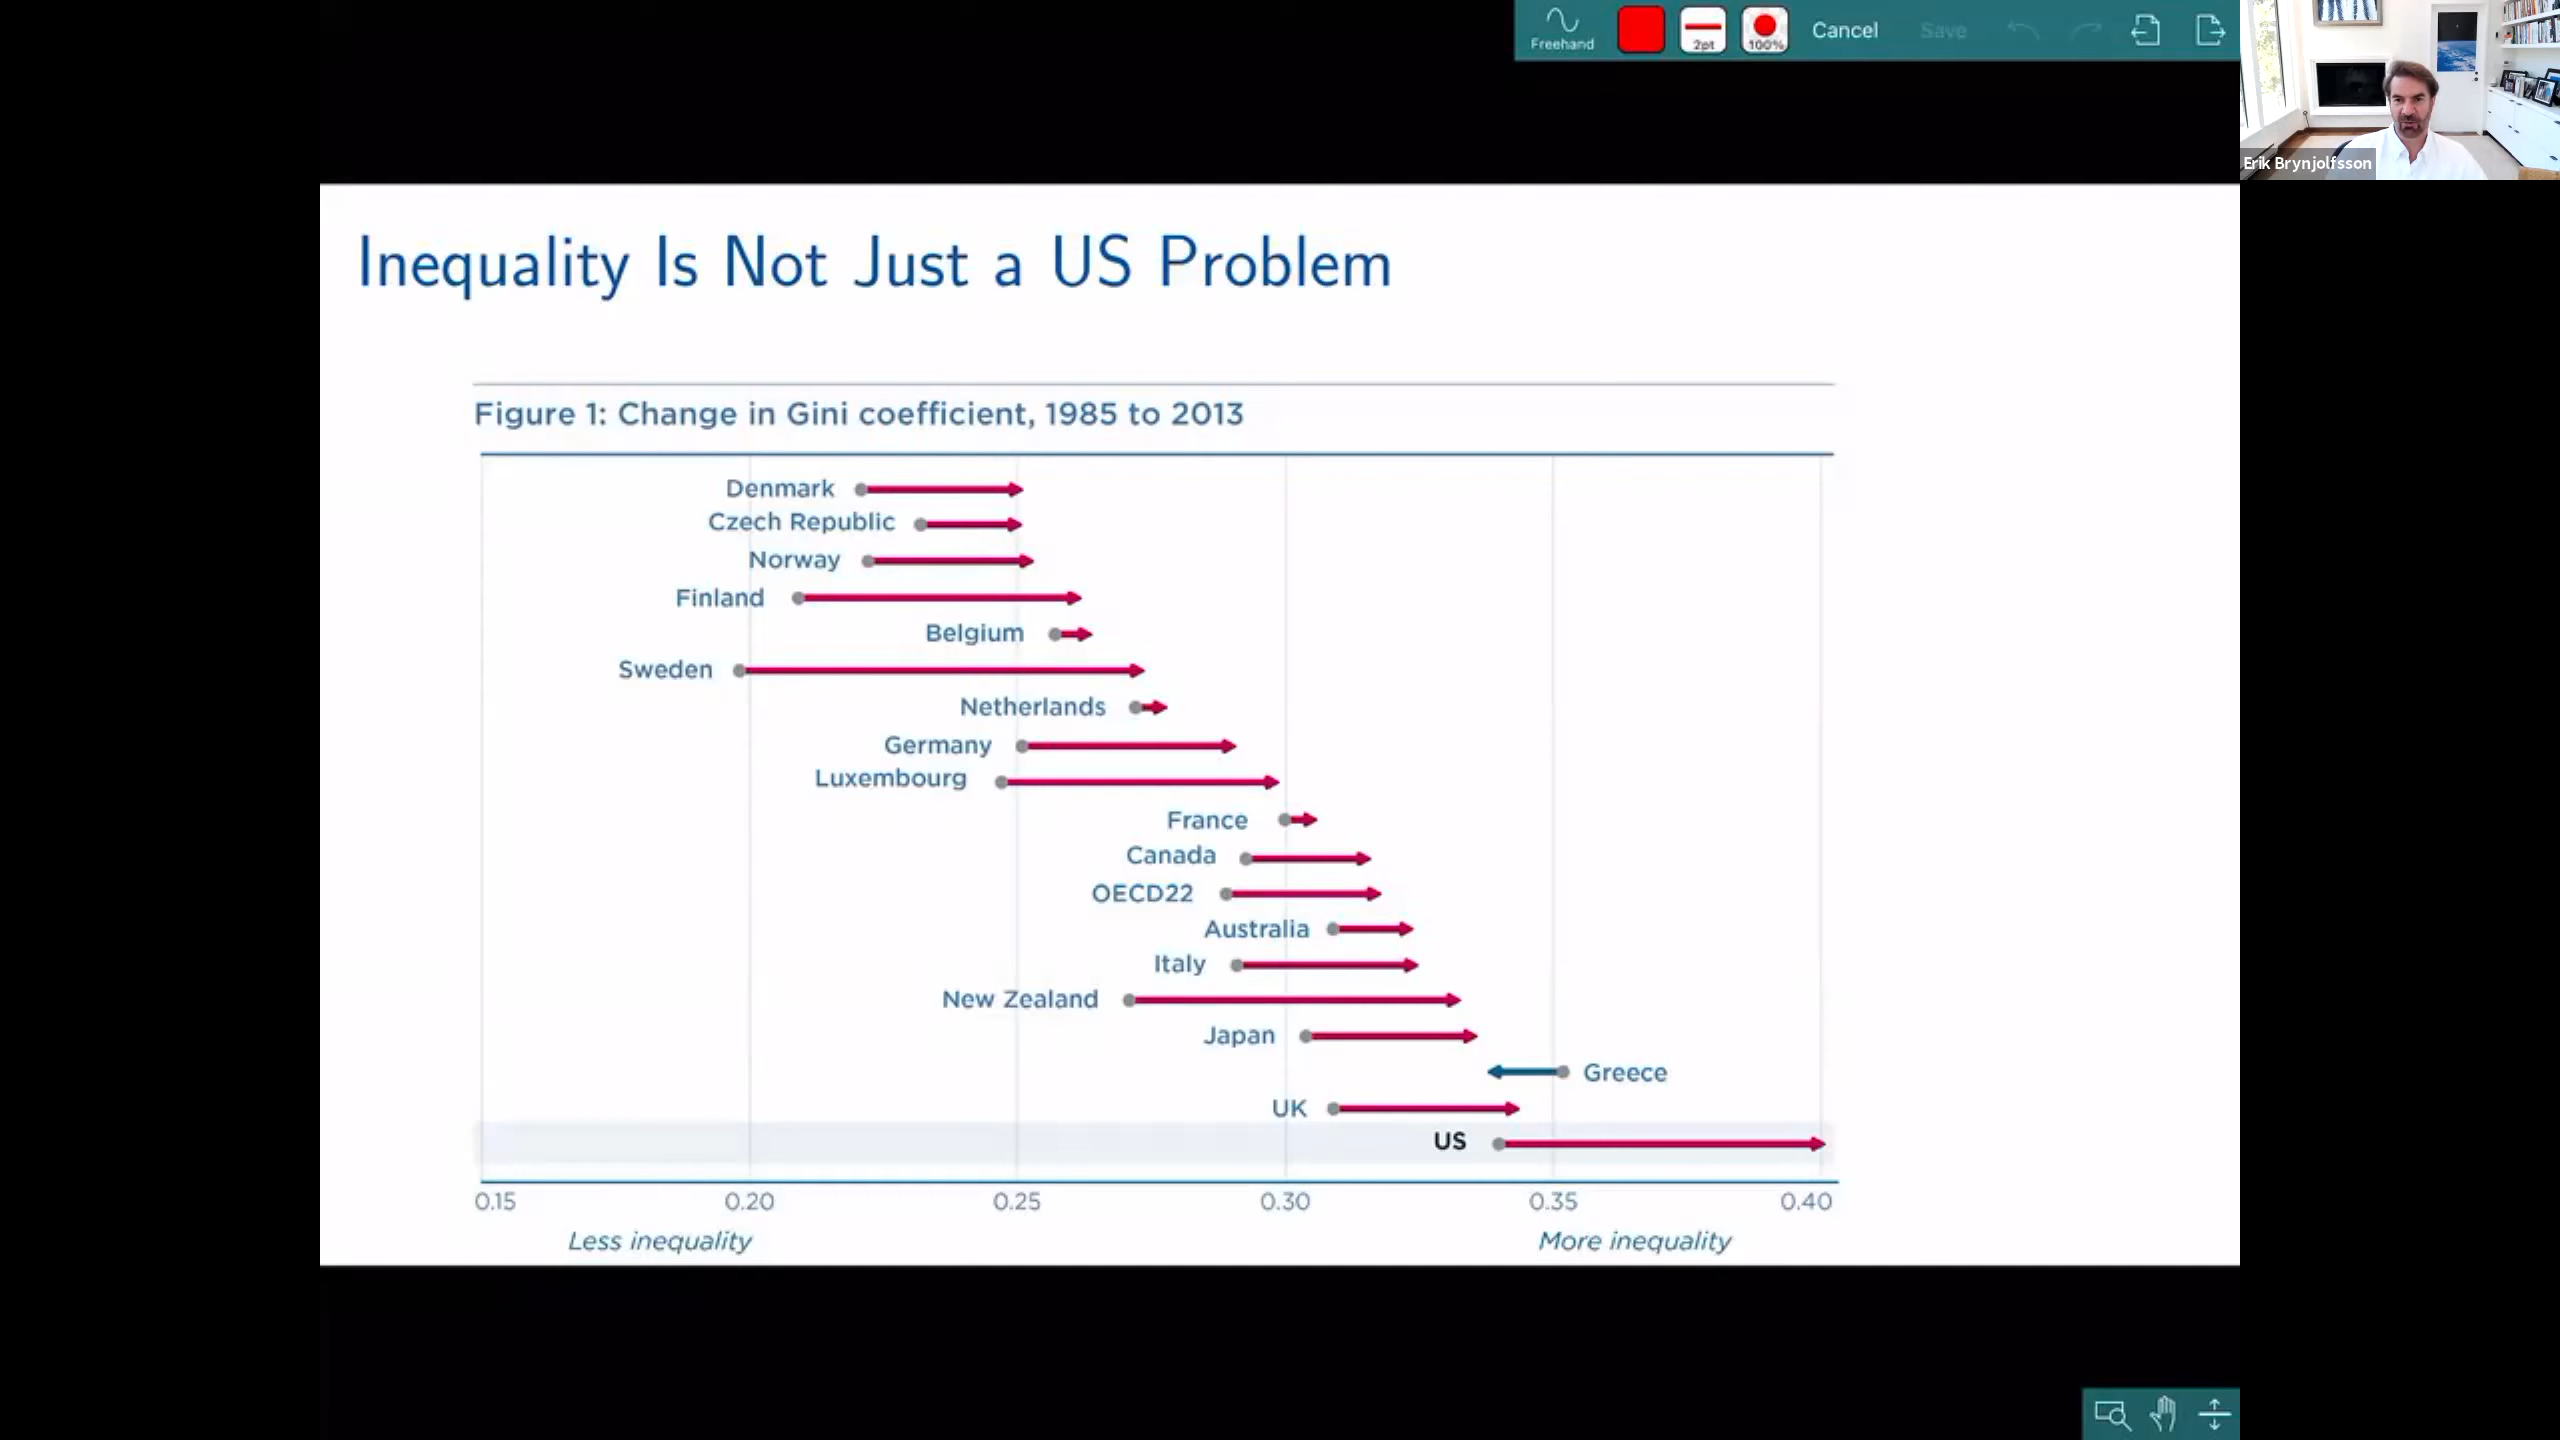 Freehand
2pt
100%
Cancel
Save
Erik Brynjolfsson
Inequality Is Not Just a US Problem
Figure 1: Change in Gini coefficient, 1985 to 2013
Denmark
Czech Republic
Norway
Finland
Belgium
Sweden
Netherlands
Germany
Luxembourg
France
Canada
OECD22
Australia
Italy
New Zealand
Japan
Greece
UK
US
0.15 0.20 0.25 0.30 0.35 0.40
Less inequality More inequality